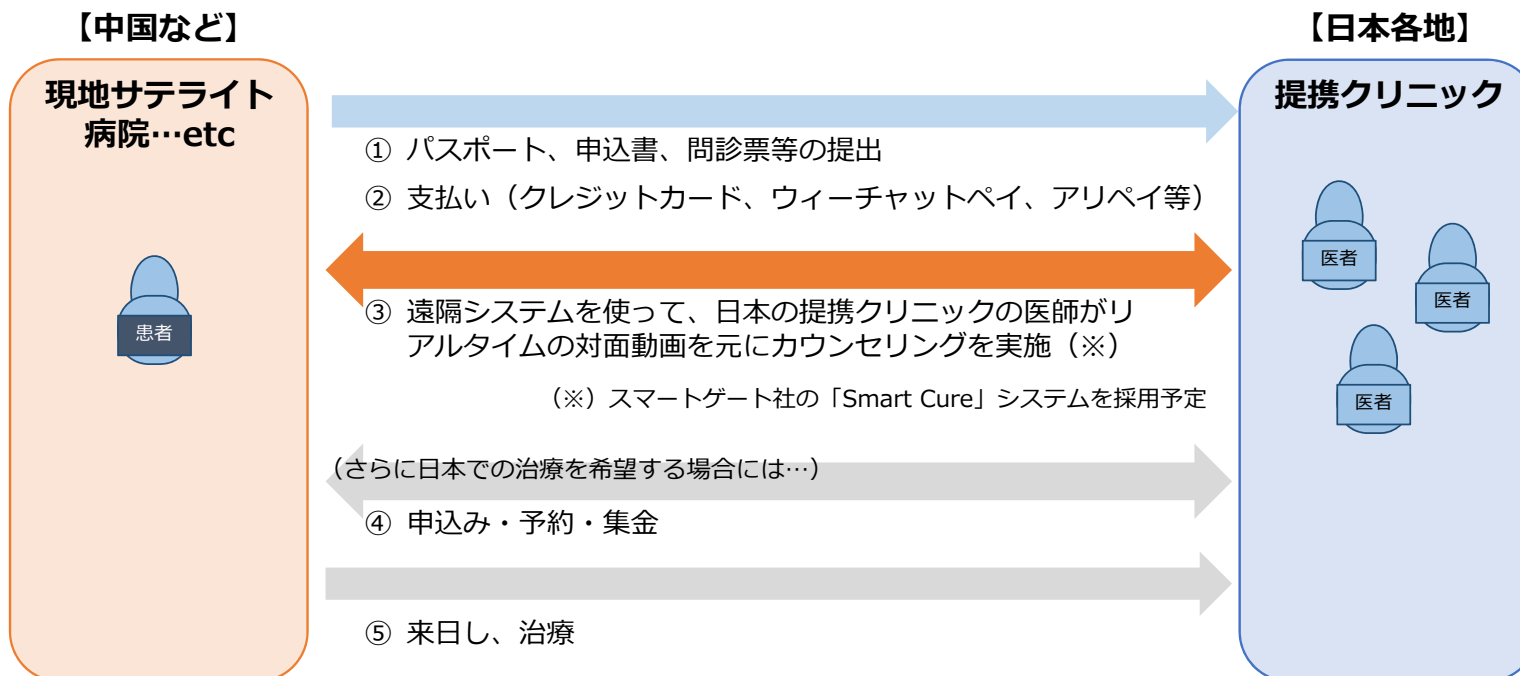 【中国など】
【日本各地】
現地サテライト
病院…etc
提携クリニック
① パスポート、申込書、問診票等の提出
② 支払い（クレジットカード、ウィーチャットペイ、アリペイ等）
医者
医者
医者
患者
③ 遠隔システムを使って、日本の提携クリニックの医師がリ
アルタイムの対面動画を元にカウンセリングを実施（※）
（※）スマートゲート社の「Smart Cure」システムを採用予定
（さらに日本での治療を希望する場合には…）
④ 申込み・予約・集金
⑤ 来日し、治療